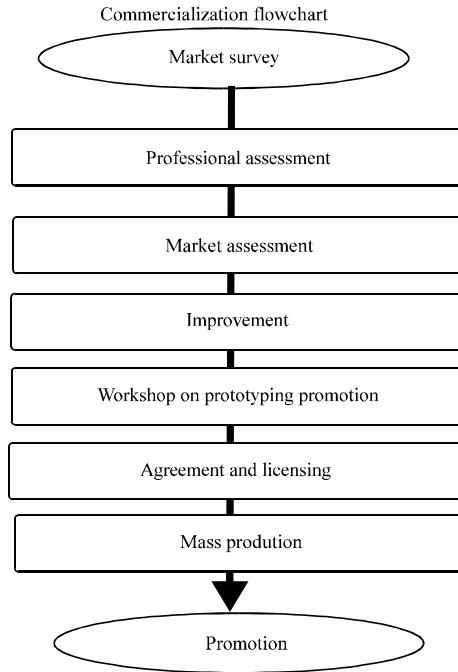 Commercialization flowchart
Market survey
Professional assessment
Market assessment
Improvement
Workshop on prototyping promotion
Agreement and licensing
Mass prodution
Promotion